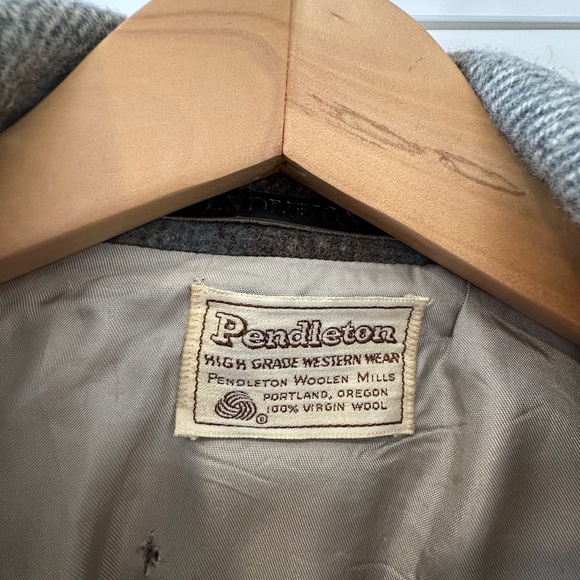 Pendleton
HIGH GRADE WESTERN WEAR
PENDLETON WOOLEN MILLS
PORTLAND, OREGON
100% VIRGIN WOOL
®